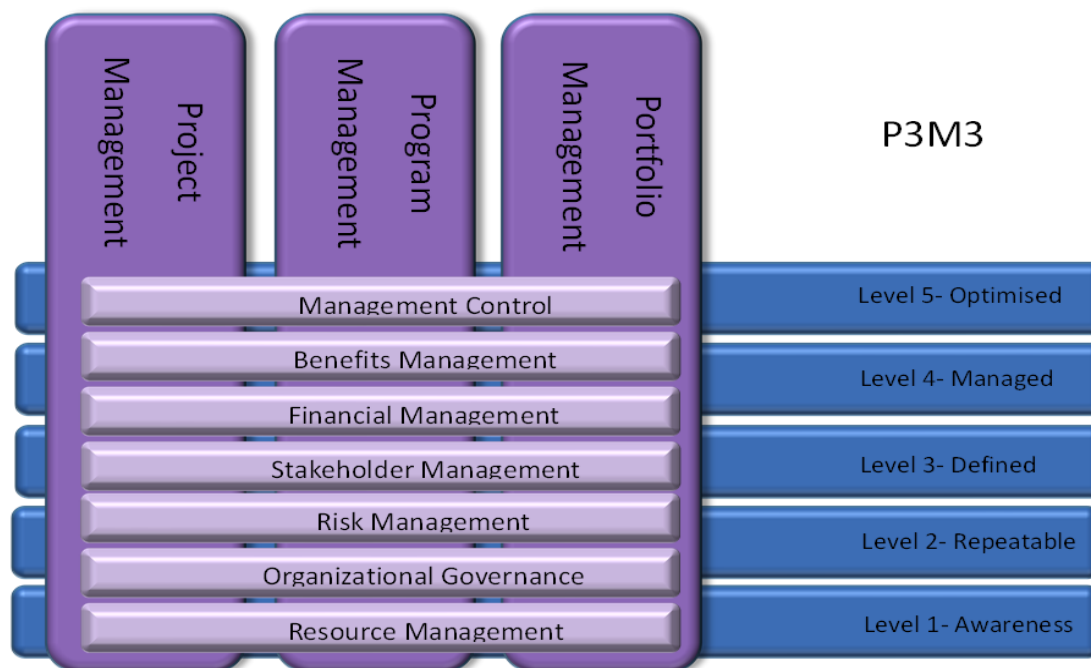 Project
Management
Program
Management
Portfolio
Management
P3M3
Management Control
Benefits Management
Financial Management
Stakeholder Management
Risk Management
Organizational Governance
Resource Management
Level 5- Optimised
Level 4- Managed
Level 3- Defined
Level 2- Repeatable
Level 1- Awareness